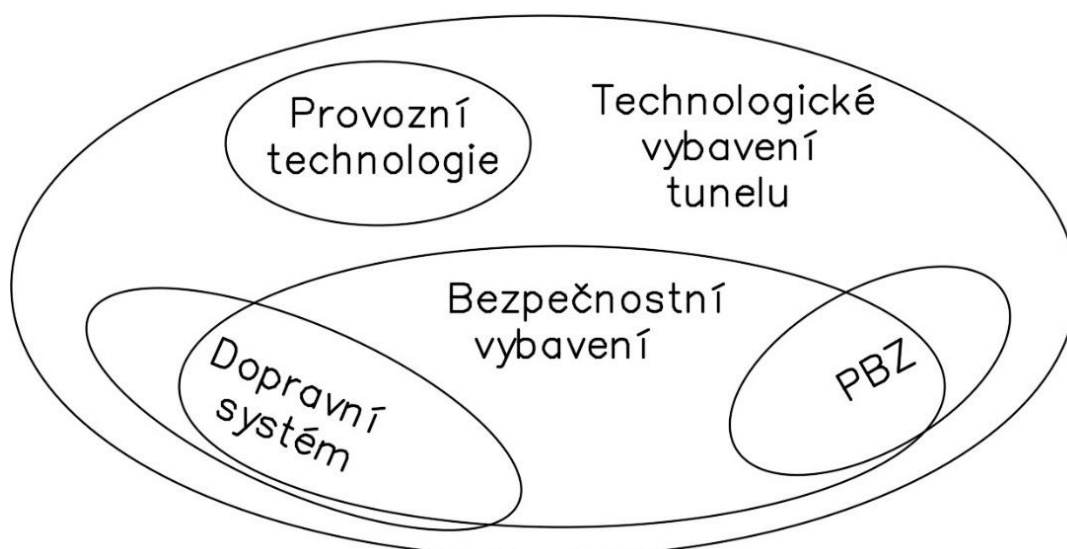 Provozní
technologie
Technologické
vybavení
tunelu
Bezpečnostní
vybavení
Dopravní
systém
PBZ